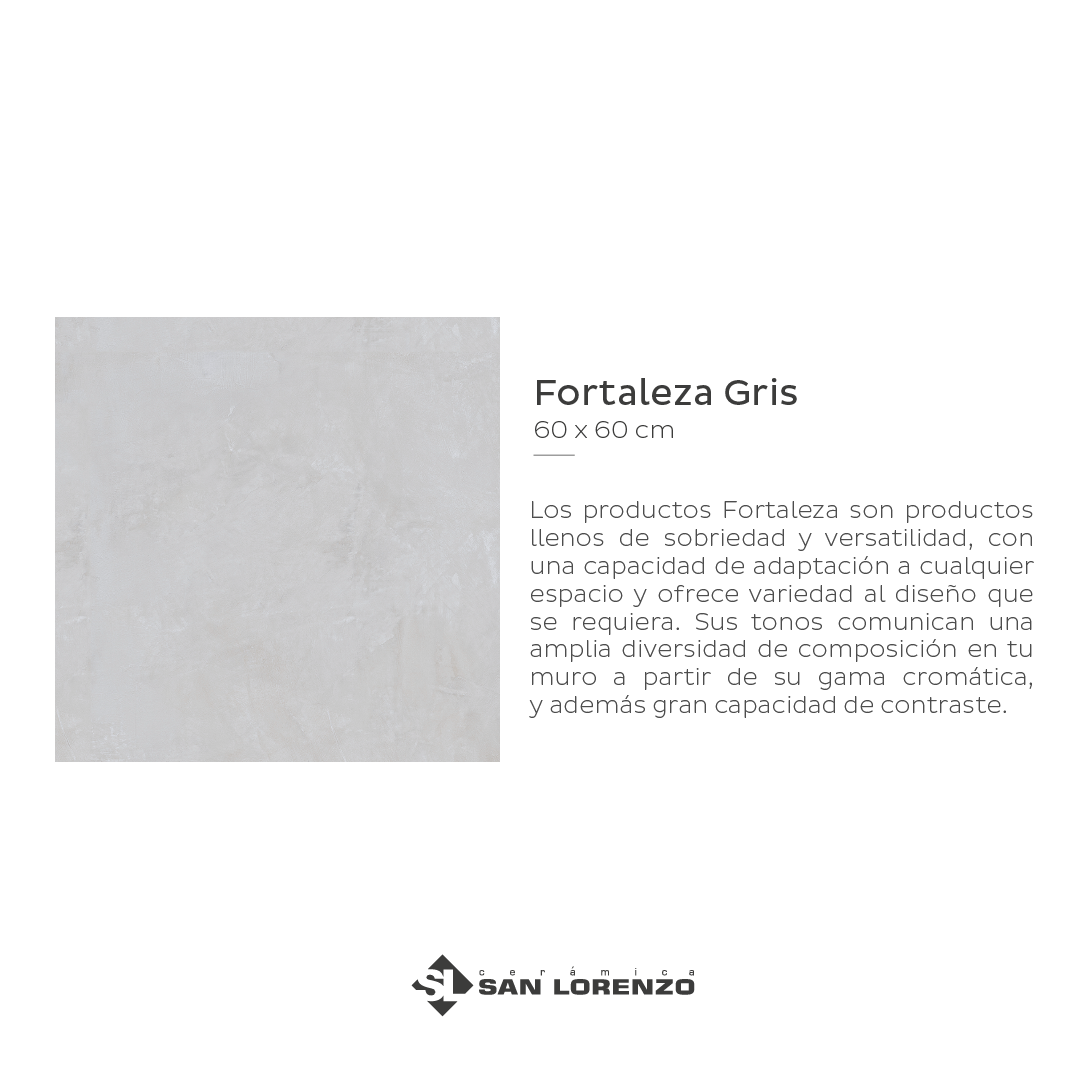 Fortaleza Gris
60 x 60 cm
Los productos Fortaleza son productos
llenos de sobriedad y versatilidad, con
una capacidad de adaptación a cualquier
espacio y ofrece variedad al diseño que
se requiera. Sus tonos comunican una
amplia diversidad de composición en tu
muro a partir de su gama cromática,
y además gran capacidad de contraste.
SL
cerámica
SAN LORENZO